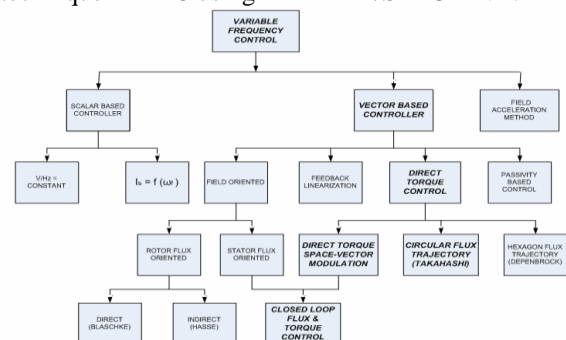 VARIABLE
FREQUENCY
CONTROL
SCALAR BASED
CONTROLLER
VECTOR BASED
CONTROLLER
FIELD
ACCELERATION
METHOD
V/Hz =
CONSTANT
Is = f (ωr )
FIELD ORIENTED
FEEDBACK
LINEARIZATION
DIRECT
TORQUE
CONTROL
PASSIVITY
BASED
CONTROL
ROTOR FLUX
ORIENTED
STATOR FLUX
ORIENTED
DIRECT TORQUE
SPACE-VECTOR
MODULATION
CIRCULAR FLUX
TRAJECTORY
(TAKAHASHI)
HEXAGON FLUX
TRAJECTORY
(DEPENBROCK)
DIRECT
(BLASCHKE)
INDIRECT
(HASSE)
CLOSED LOOP
FLUX &
TORQUE
CONTROL